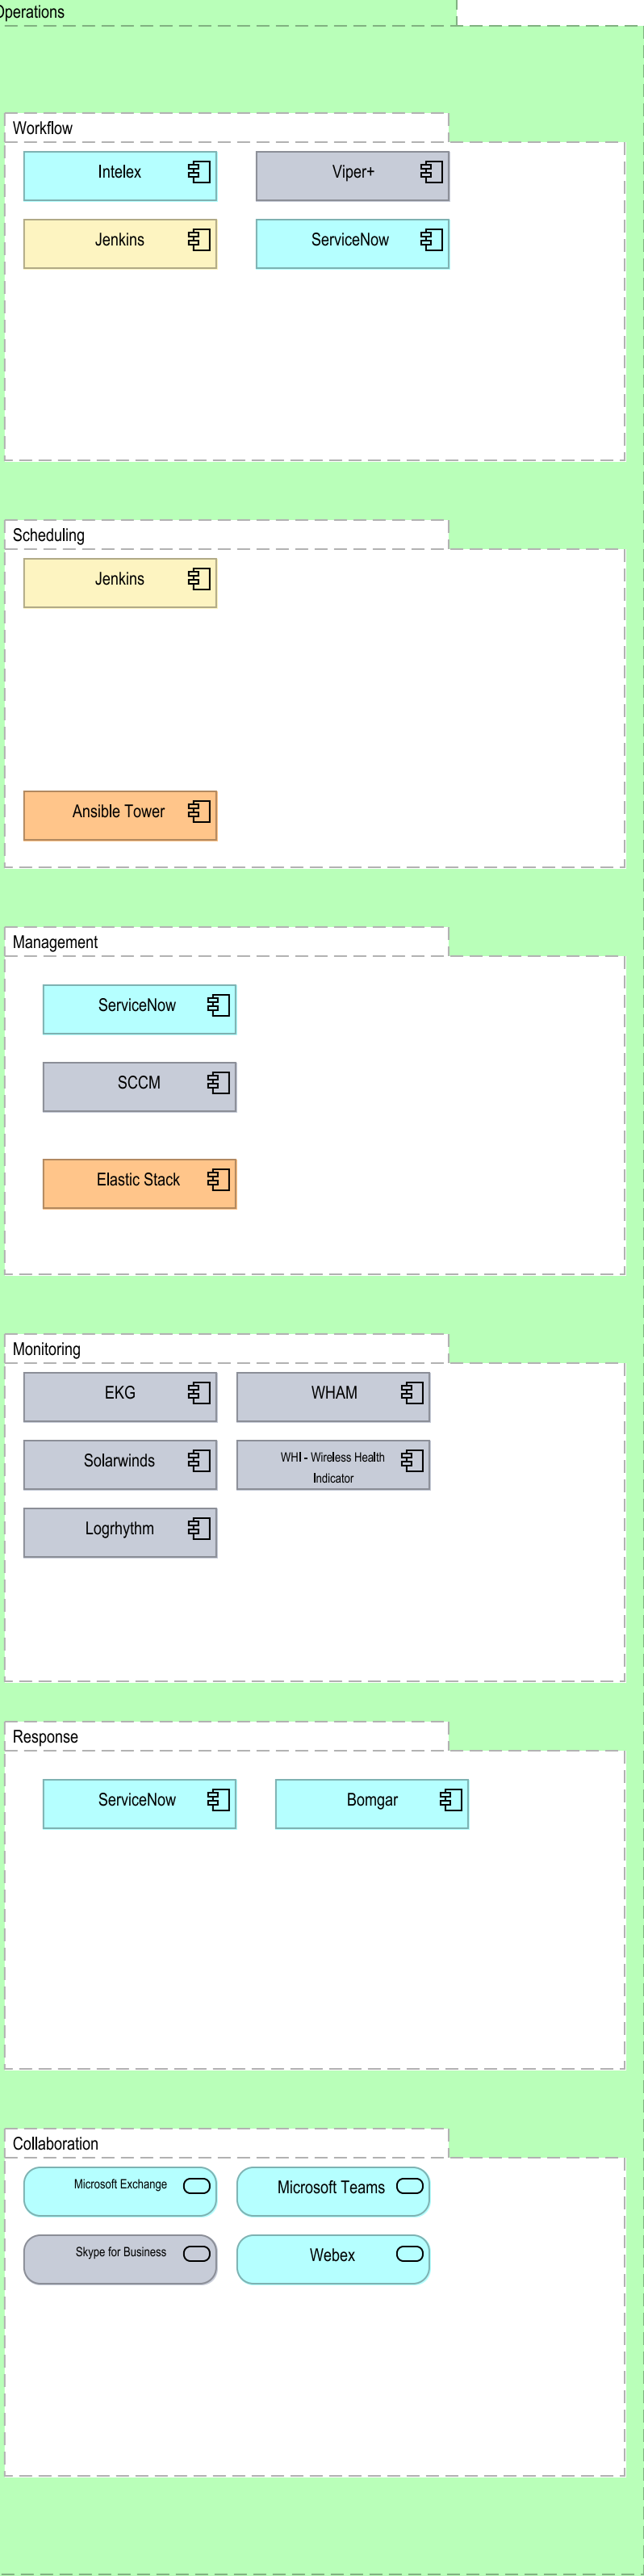 Operations
Workflow
Intelex
Viper+
Jenkins
ServiceNow
Scheduling
Jenkins
Ansible Tower
Management
ServiceNow
SCCM
Elastic Stack
Monitoring
EKG
WHAM
Solarwinds
WHI - Wireless Health
Indicator
Logrhythm
Response
ServiceNow
Bomgar
Collaboration
Microsoft Exchange
Microsoft Teams
Skype for Business
Webex